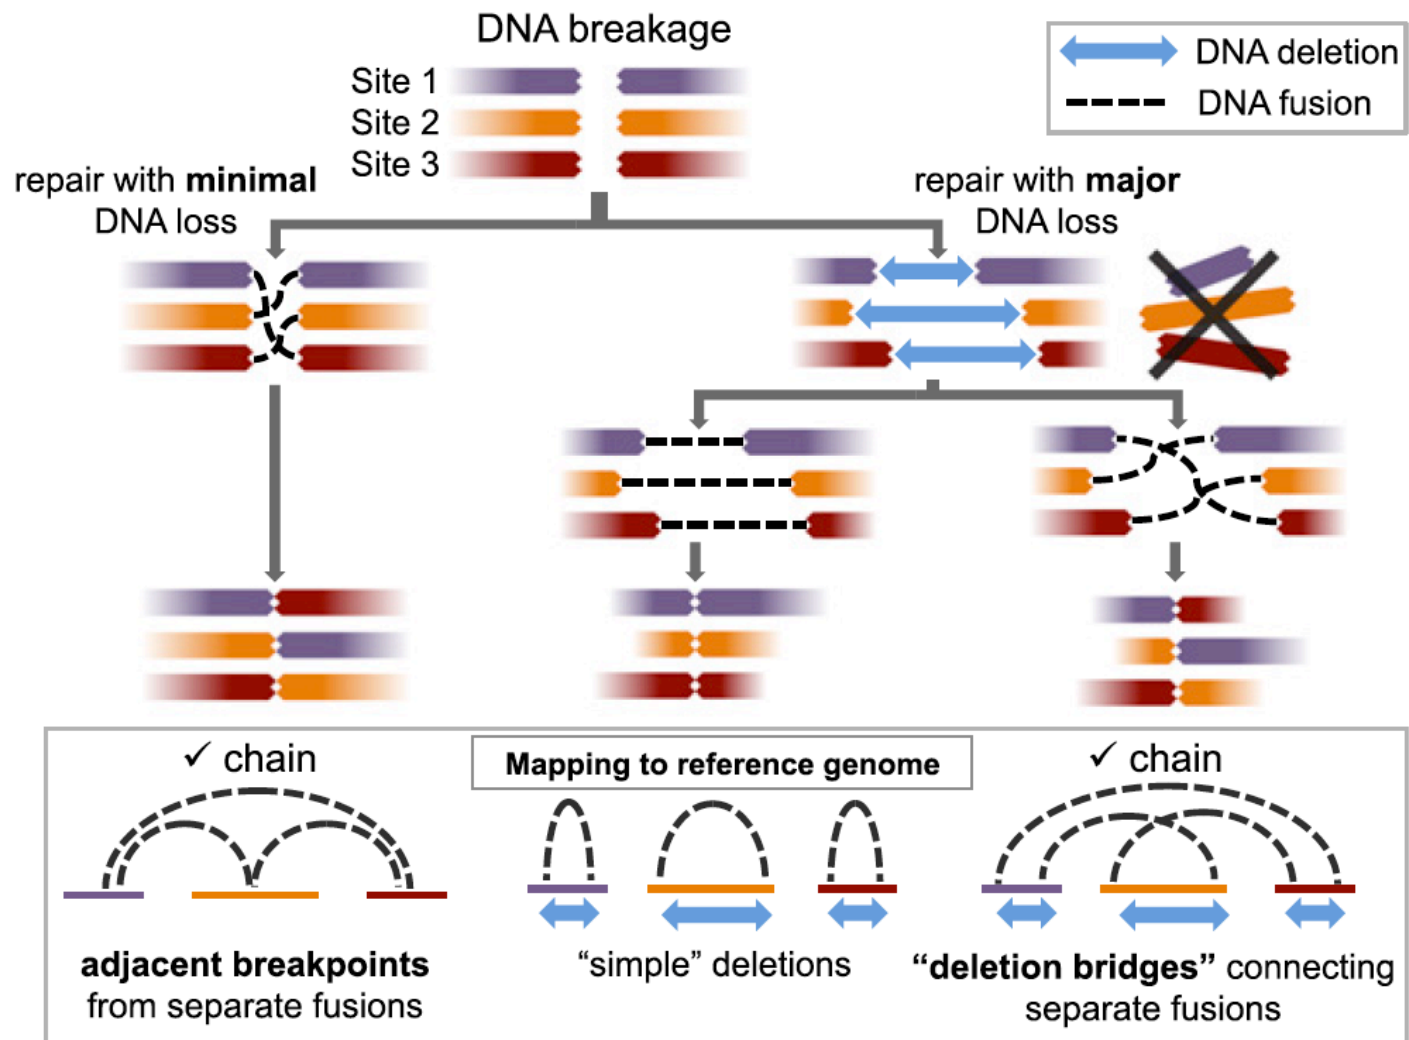 DNA breakage
DNA deletion
DNA fusion
Site 1
Site 2
Site 3
repair with minimal
DNA loss
repair with major
DNA loss
✓ chain
Mapping to reference genome
✓ chain
adjacent breakpoints
from separate fusions
“simple” deletions
“deletion bridges” connecting
separate fusions